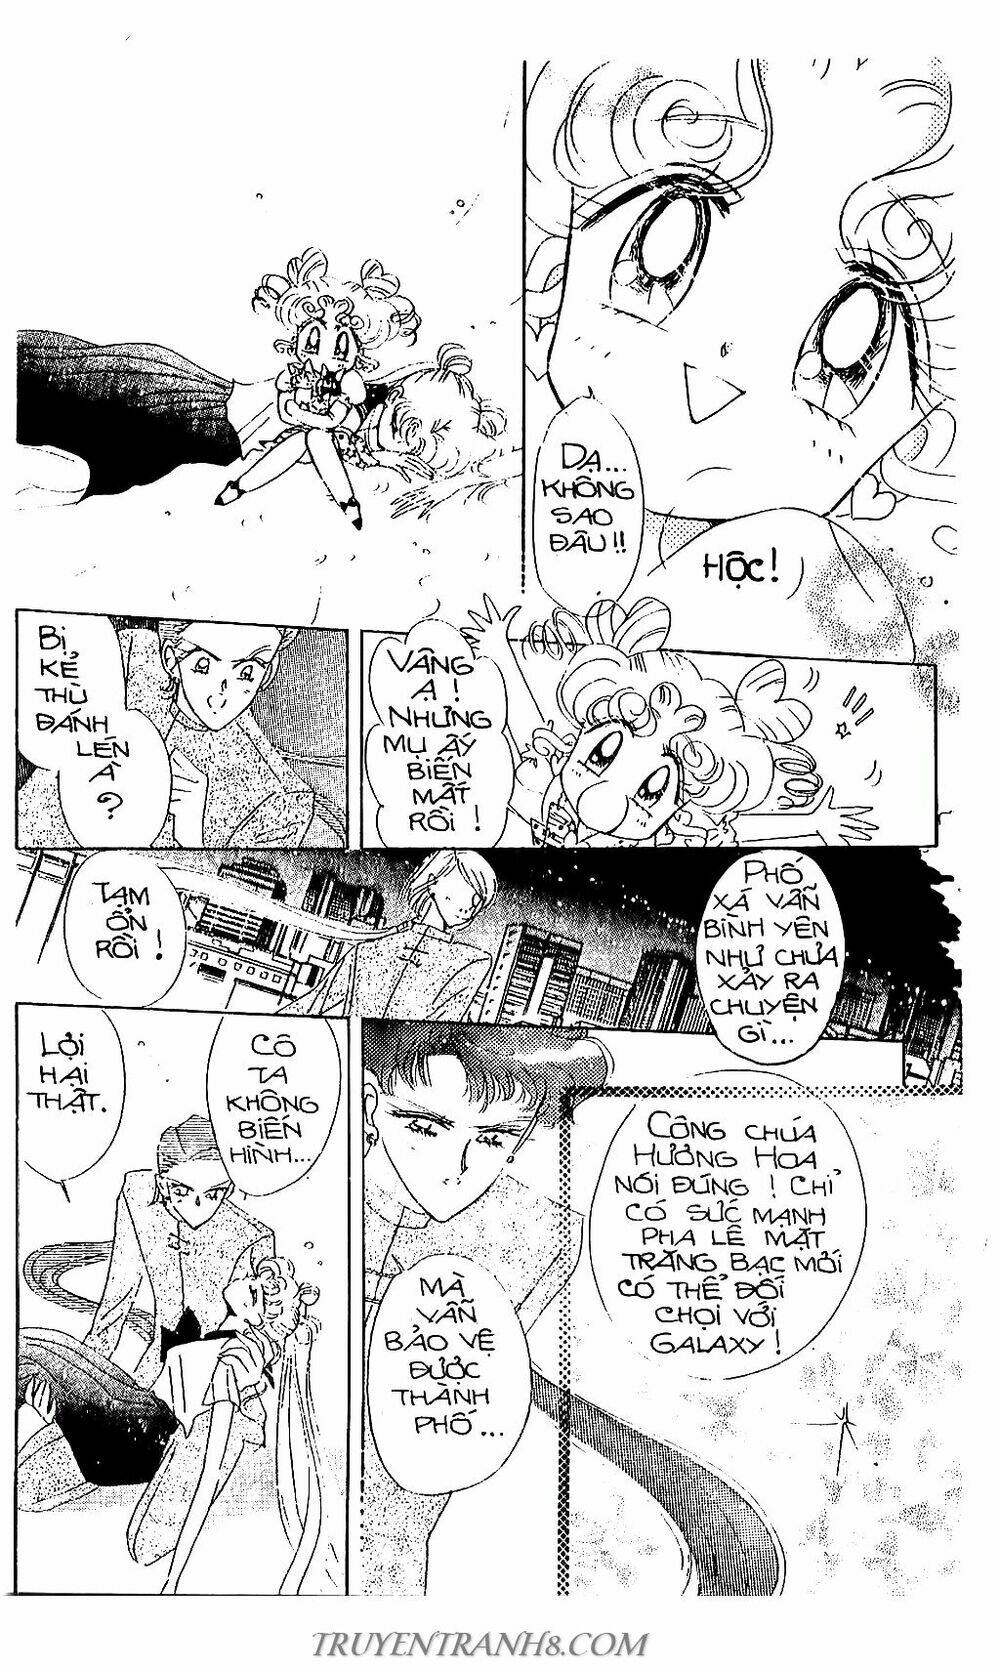 DẠ...
KHÔNG
SAO
ĐÂU!!
HỘC!
BỊ
KẺ
THÙ
ĐÁNH
LÉN
À?
VÂNG
Ạ!
NHƯNG
MỤ ẤY
BIẾN
MẤT
RỒI!
TẠM
ỔN
RỒI!
PHỐ
XÁ VẪN
BÌNH YÊN
NHƯ CHƯA
XẢY RA
CHUYỆN
GÌ...
LỢI
HẠI
THẬT.
CÔ
TA
KHÔNG
BIẾN
HÌNH...
MÀ
VẪN
BẢO VỆ
ĐƯỢC
THÀNH
PHỐ...
CÔNG CHÚA
HƯƠNG HOA
NÓI ĐÚNG! CHỈ
CÓ SỨC MẠNH
PHA LÊ MẶT
TRĂNG BẠC MỚI
CÓ THỂ ĐỐI
CHỌI VỚI
GALAXY!
TRUYENTRANH8.COM